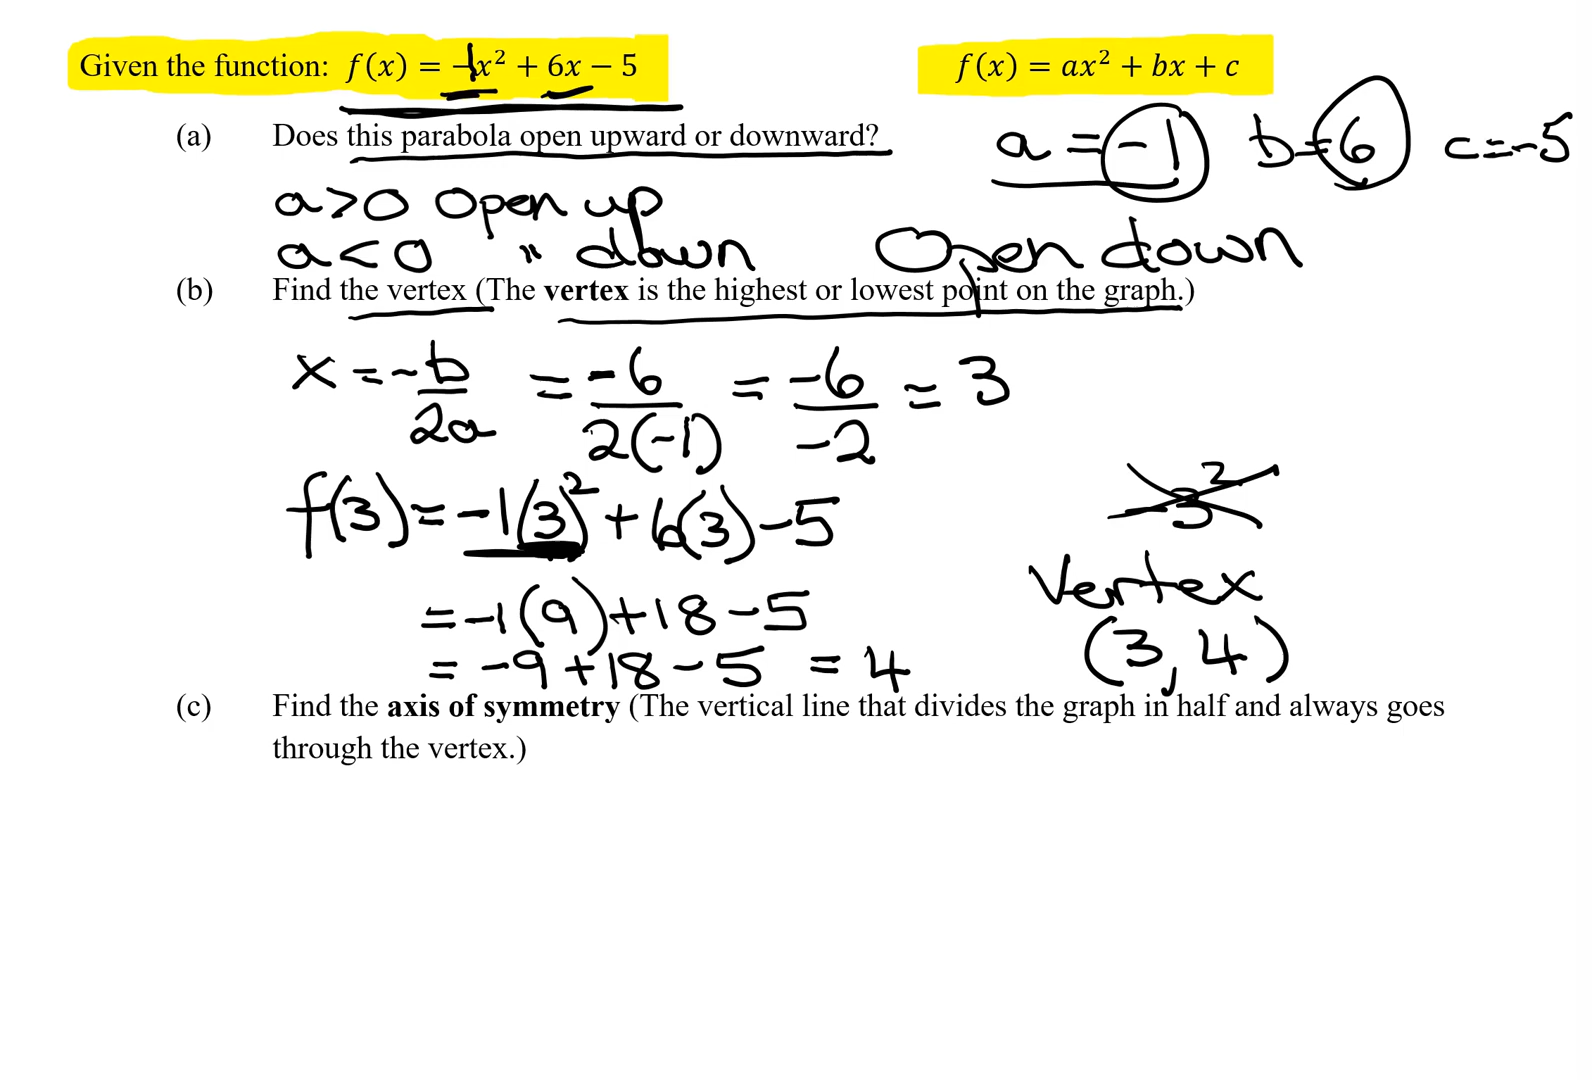 Given the function: f(x) = -1x² + 6x − 5 f(x) = ax² + bx + c
(a) Does this parabola open upward or downward? a = -1 b = 6 c = -5
a > 0 Open up
a < 0 " down Open down
(b) Find the vertex (The vertex is the highest or lowest point on the graph.)
x = -b/2a = -6/2(-1) = -6/-2 = 3
f(3) = -1(3)² + 6(3) - 5 -3²
Vertex
= -1(9) + 18 - 5
(3, 4)
= -9 + 18 - 5 = 4
(c) Find the axis of symmetry (The vertical line that divides the graph in half and always goes
through the vertex.)